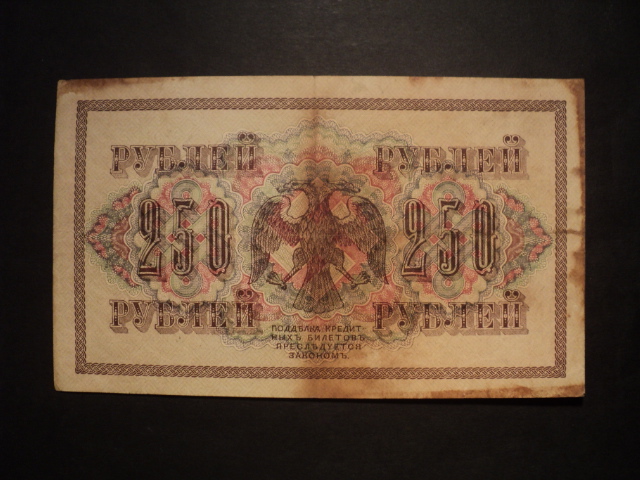 РУБЛЕЙ РУБЛЕЙ
250 250
РУБЛЕЙ РУБЛЕЙ
ПОДДѢЛКА КРЕДИТ-
НЫХЪ БИЛЕТОВЪ
ПРЕСЛѢДУЕТСЯ
ЗАКОНОМЪ.